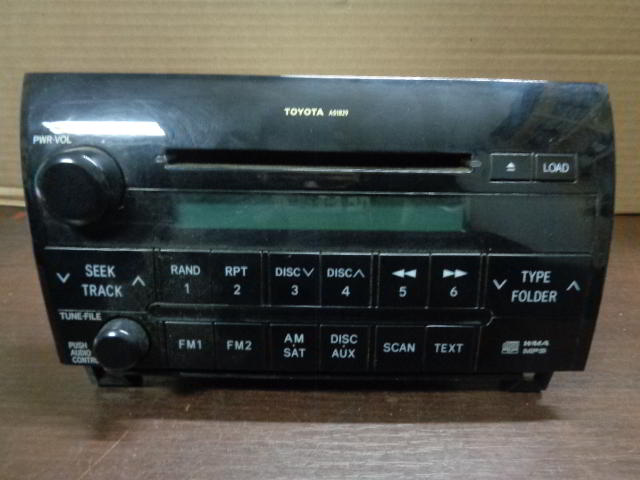 TOYOTA A51829
PWR·VOL
LOAD
SEEK
TRACK
RAND
1
RPT
2
DISC
3
DISC
4
5
6
TYPE
FOLDER
TUNE·FILE
PUSH
AUDIO
CONTROL
FM1
FM2
AM
SAT
DISC
AUX
SCAN
TEXT
WMA
MP3